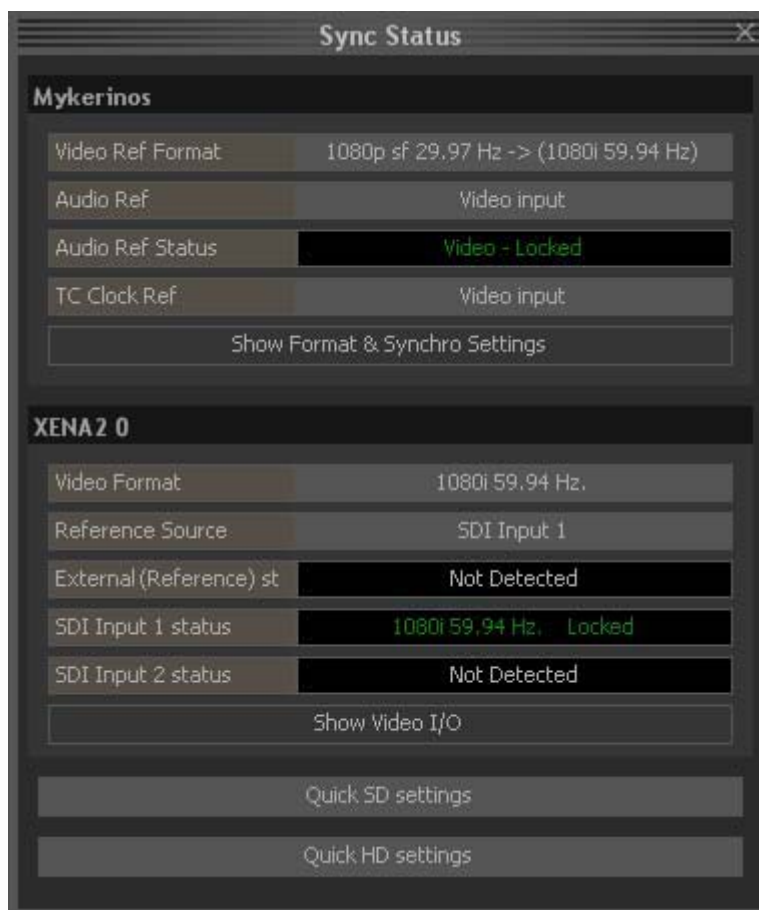 Sync Status
Mykerinos
Video Ref Format 1080p sf 29.97 Hz -> (1080i 59.94 Hz)
Audio Ref Video input
Audio Ref Status Video - Locked
TC Clock Ref Video input
Show Format & Synchro Settings
XENA2 0
Video Format 1080i 59.94 Hz.
Reference Source SDI Input 1
External (Reference) st Not Detected
SDI Input 1 status 1080i 59.94 Hz. Locked
SDI Input 2 status Not Detected
Show Video I/O
Quick SD settings
Quick HD settings